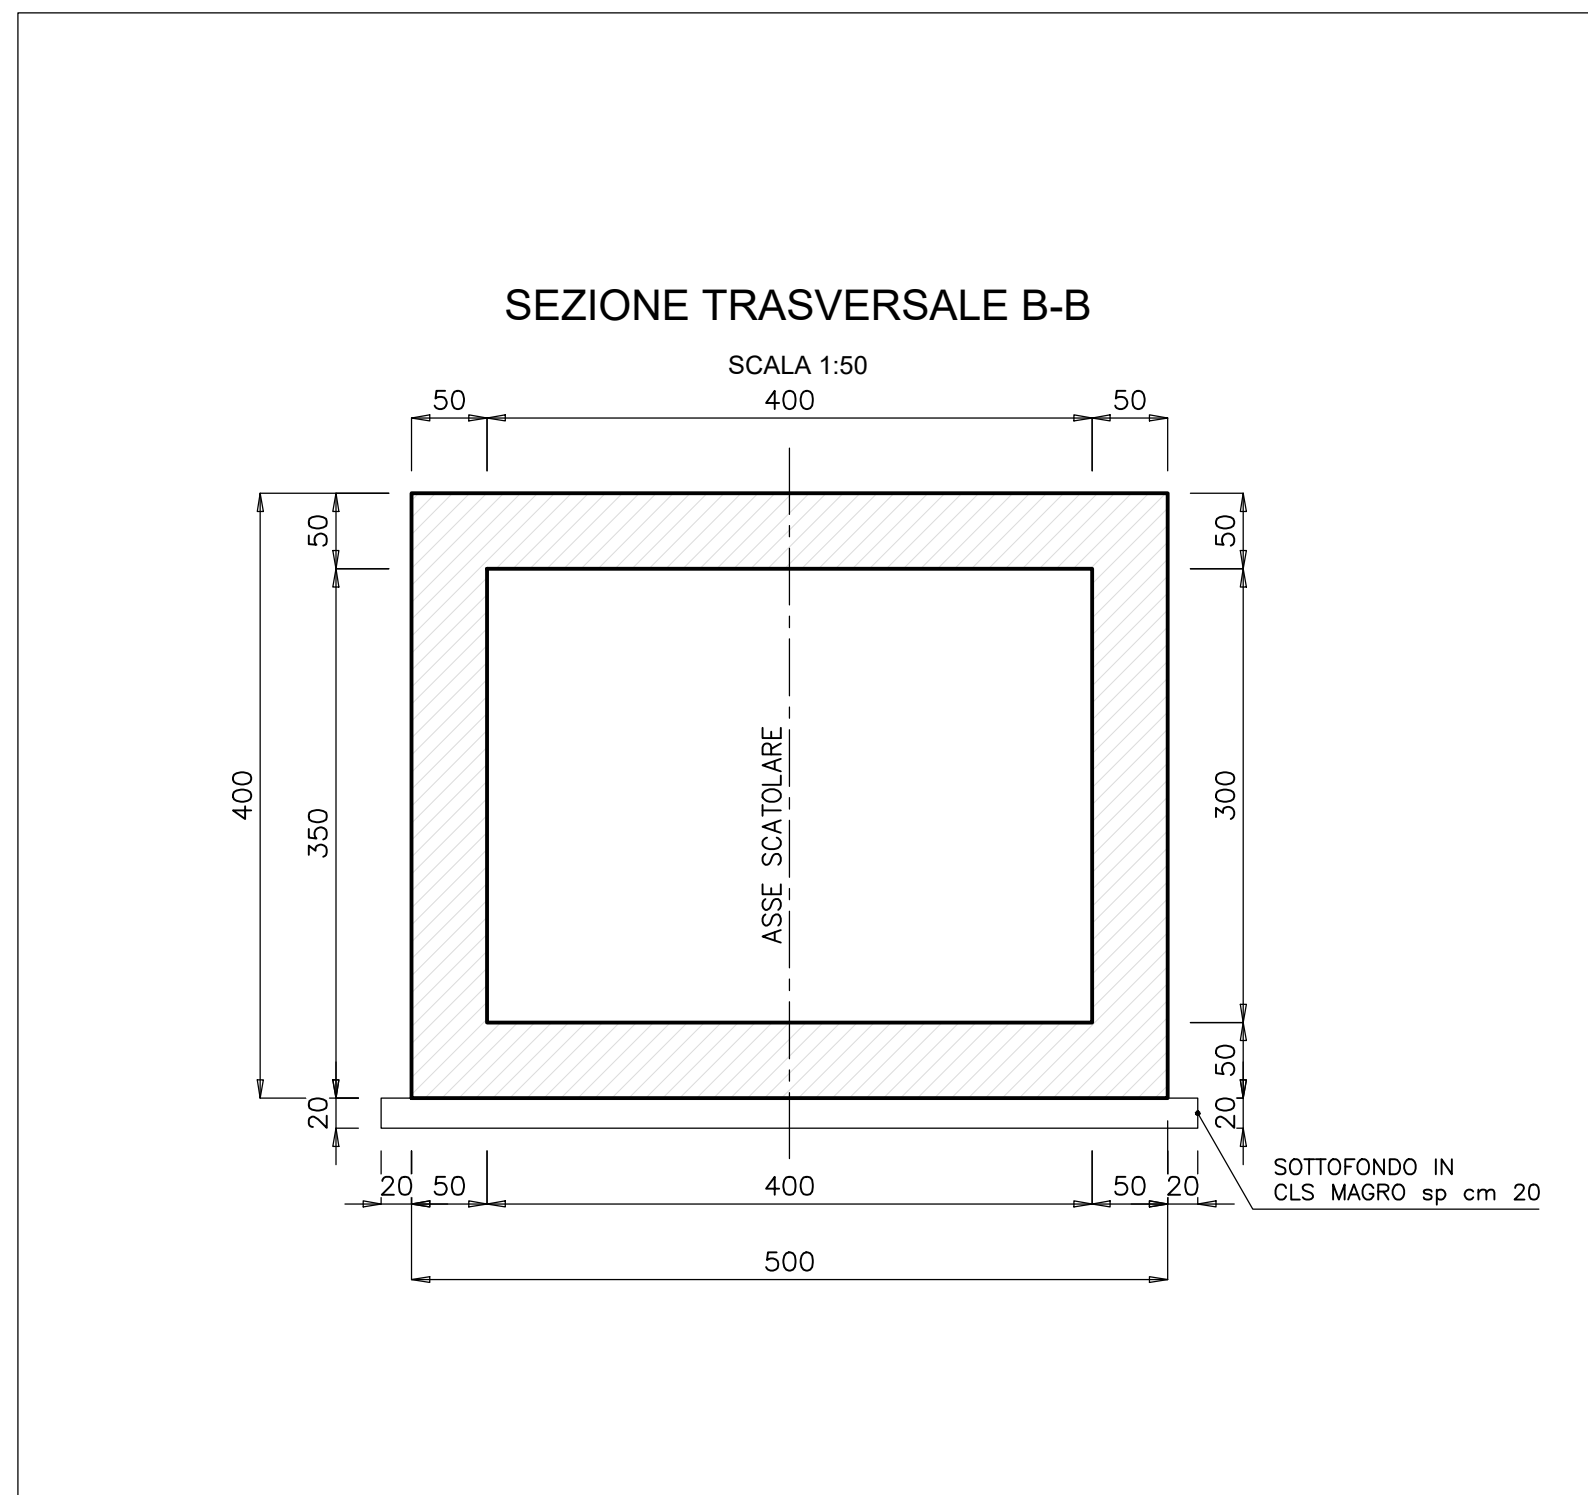 SEZIONE TRASVERSALE B-B
SCALA 1:50
50 400 50
50 50
400 350 ASSE SCATOLARE 300
50
20 20
20 50 400 50 20
500
SOTTOFONDO IN
CLS MAGRO sp cm 20